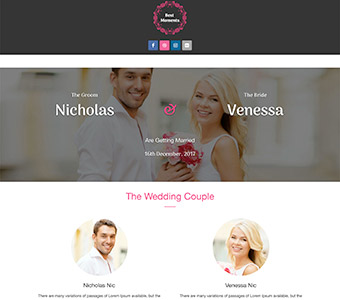 Best
Moments
The Groom
The Bride
Nicholas
&
Venessa
Are Getting Married
16th December, 2017
The Wedding Couple
Nicholas Nic
Venessa Nic
There are many variations of passages of Lorem Ipsum available, but the
There are many variations of passages of Lorem Ipsum available, but the